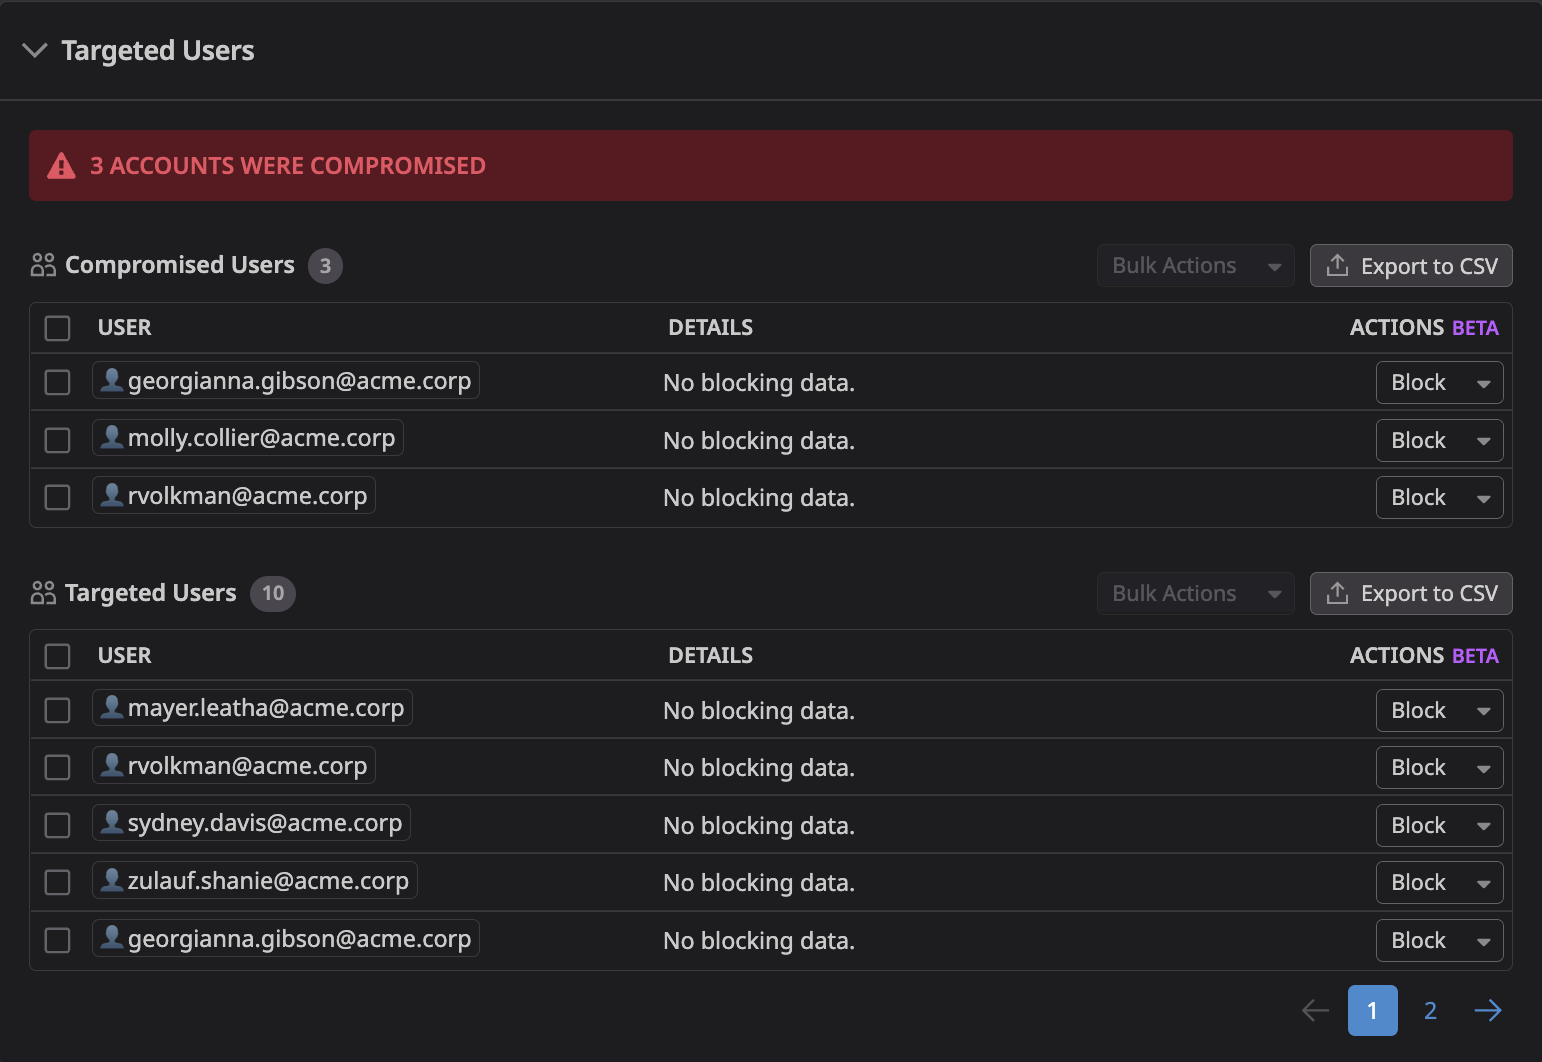 Targeted Users
3 ACCOUNTS WERE COMPROMISED
Compromised Users 3 Bulk Actions Export to CSV
USER DETAILS ACTIONS BETA
georgianna.gibson@acme.corp No blocking data. Block
molly.collier@acme.corp No blocking data. Block
rvolkman@acme.corp No blocking data. Block
Targeted Users 10 Bulk Actions Export to CSV
USER DETAILS ACTIONS BETA
mayer.leatha@acme.corp No blocking data. Block
rvolkman@acme.corp No blocking data. Block
sydney.davis@acme.corp No blocking data. Block
zulauf.shanie@acme.corp No blocking data. Block
georgianna.gibson@acme.corp No blocking data. Block
1 2